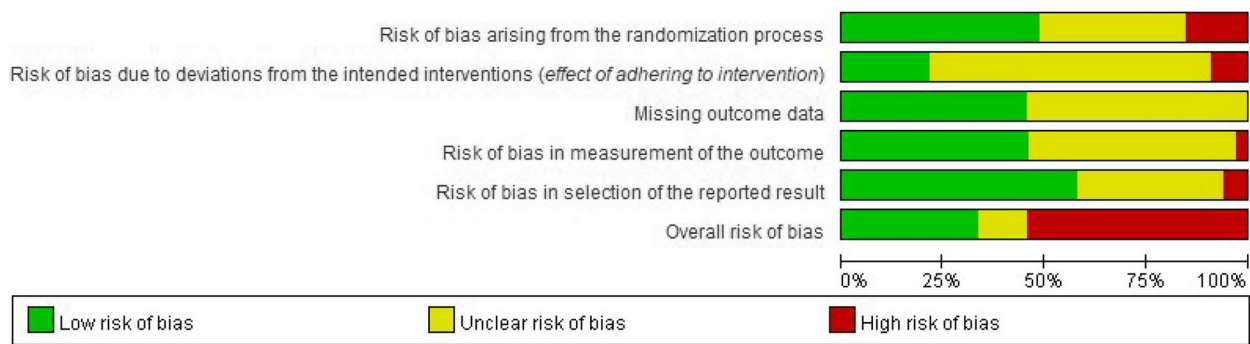 Risk of bias arising from the randomization process
Risk of bias due to deviations from the intended interventions (effect of adhering to intervention)
Missing outcome data
Risk of bias in measurement of the outcome
Risk of bias in selection of the reported result
Overall risk of bias
0% 25% 50% 75% 100%
Low risk of bias Unclear risk of bias High risk of bias